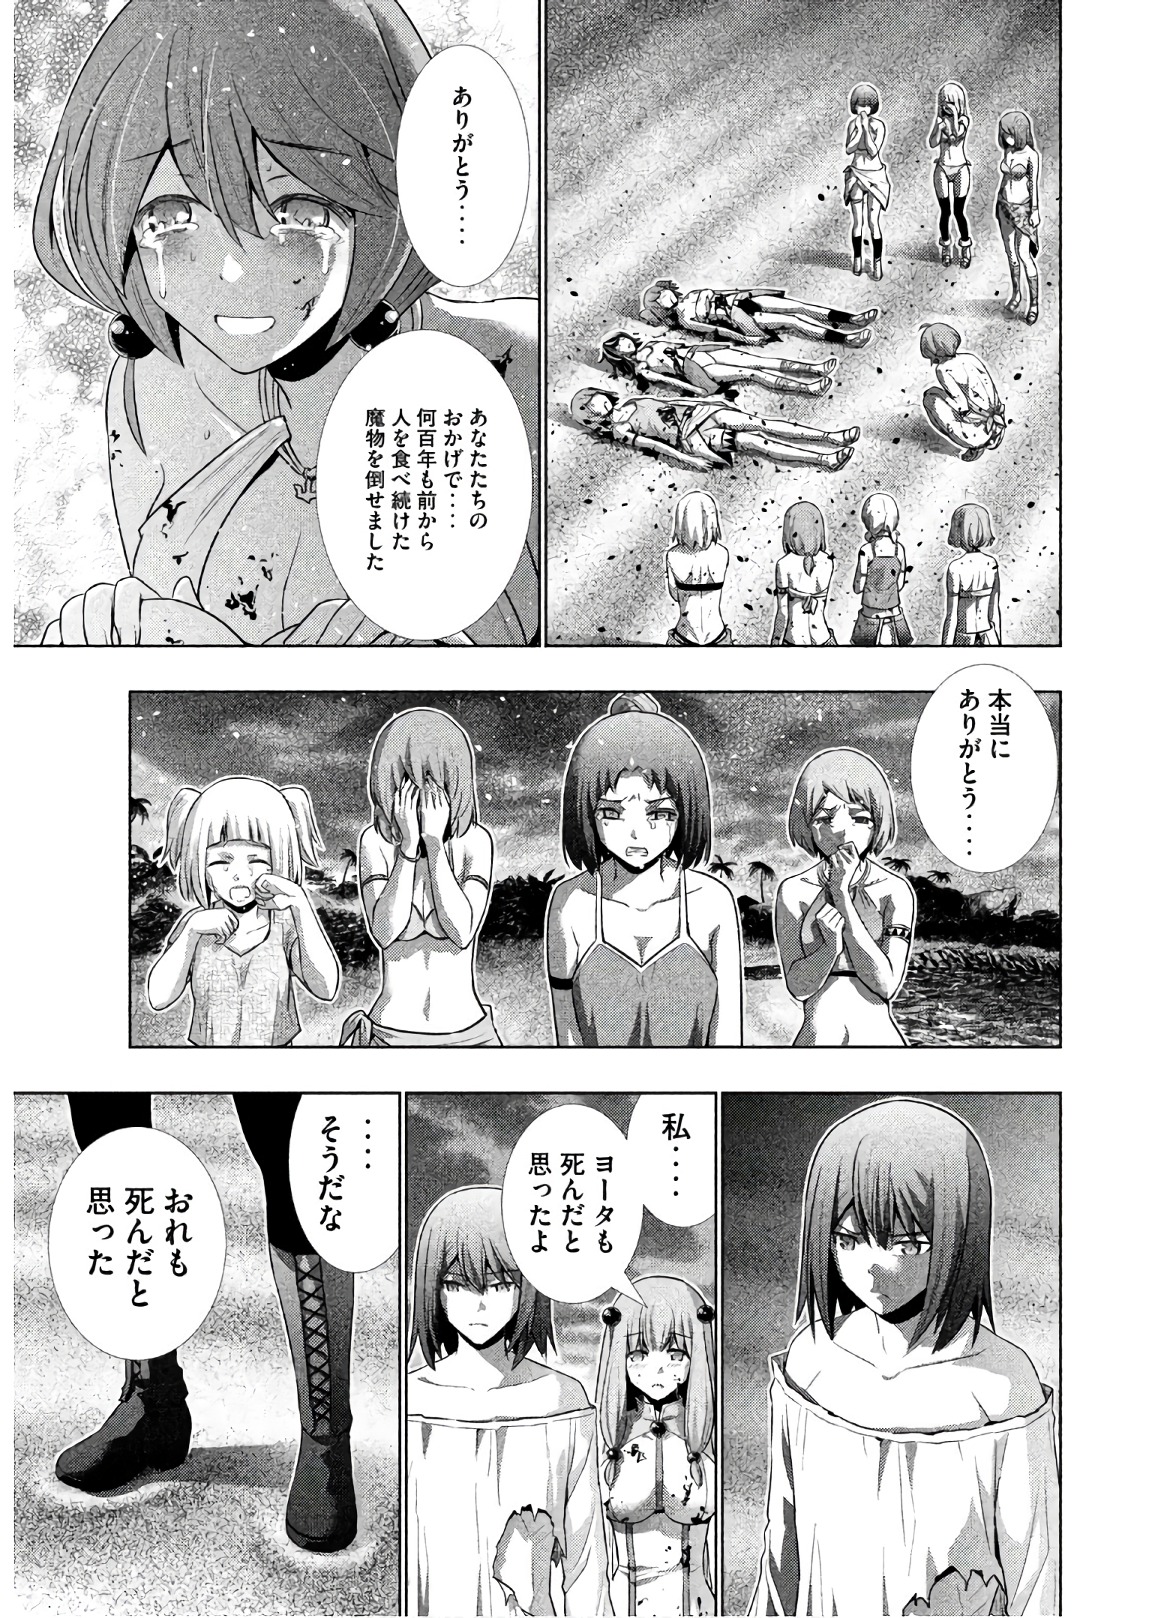 ありがとう・・・・
あなたたちの
おかげで・・・・
何百年も前から
人を食べ続けた
魔物を倒せました
本当に
ありがとう・・・・
私・・・・
ヨータも
死んだと
思ったよ
・・・・
そうだな
おれも
死んだと
思った